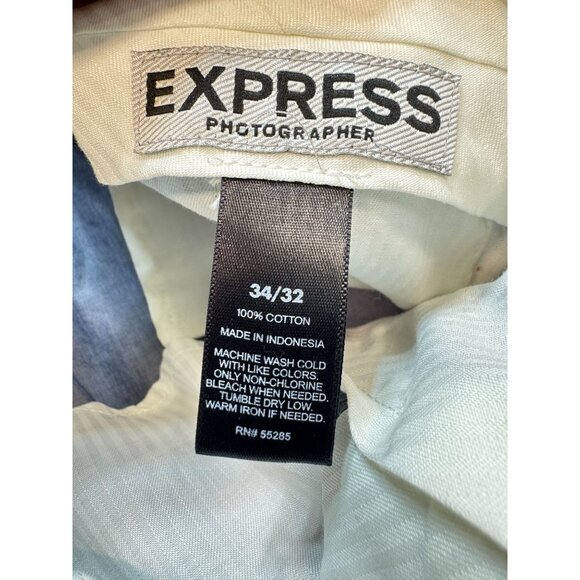 EXPRESS
PHOTOGRAPHER
34/32
100% COTTON
MADE IN INDONESIA
MACHINE WASH COLD
WITH LIKE COLORS.
ONLY NON-CHLORINE
BLEACH WHEN NEEDED.
TUMBLE DRY LOW.
WARM IRON IF NEEDED.
RN# 55285